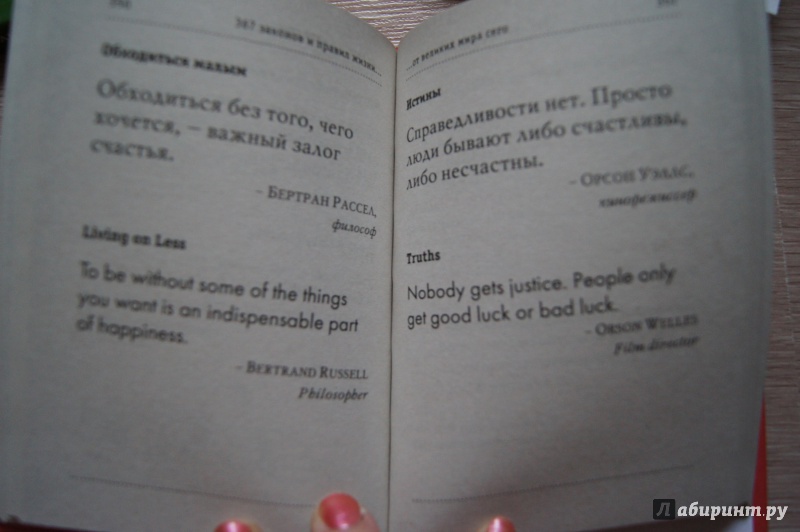 367 законов и правил жизни...
Обходиться малым
Обходиться без того, чего
хочется, – важный залог
счастья.
– Бертран Рассел,
философ
Living on Less
To be without some of the things
you want is an indispensable part
of happiness.
– Bertrand Russell
Philosopher
...от великих мира сего
Истины
Справедливости нет. Просто
люди бывают либо счастливы,
либо несчастны.
– Орсон Уэллс,
кинорежиссер
Truths
Nobody gets justice. People only
get good luck or bad luck.
– Orson Welles
Film director
Лабиринт.ру